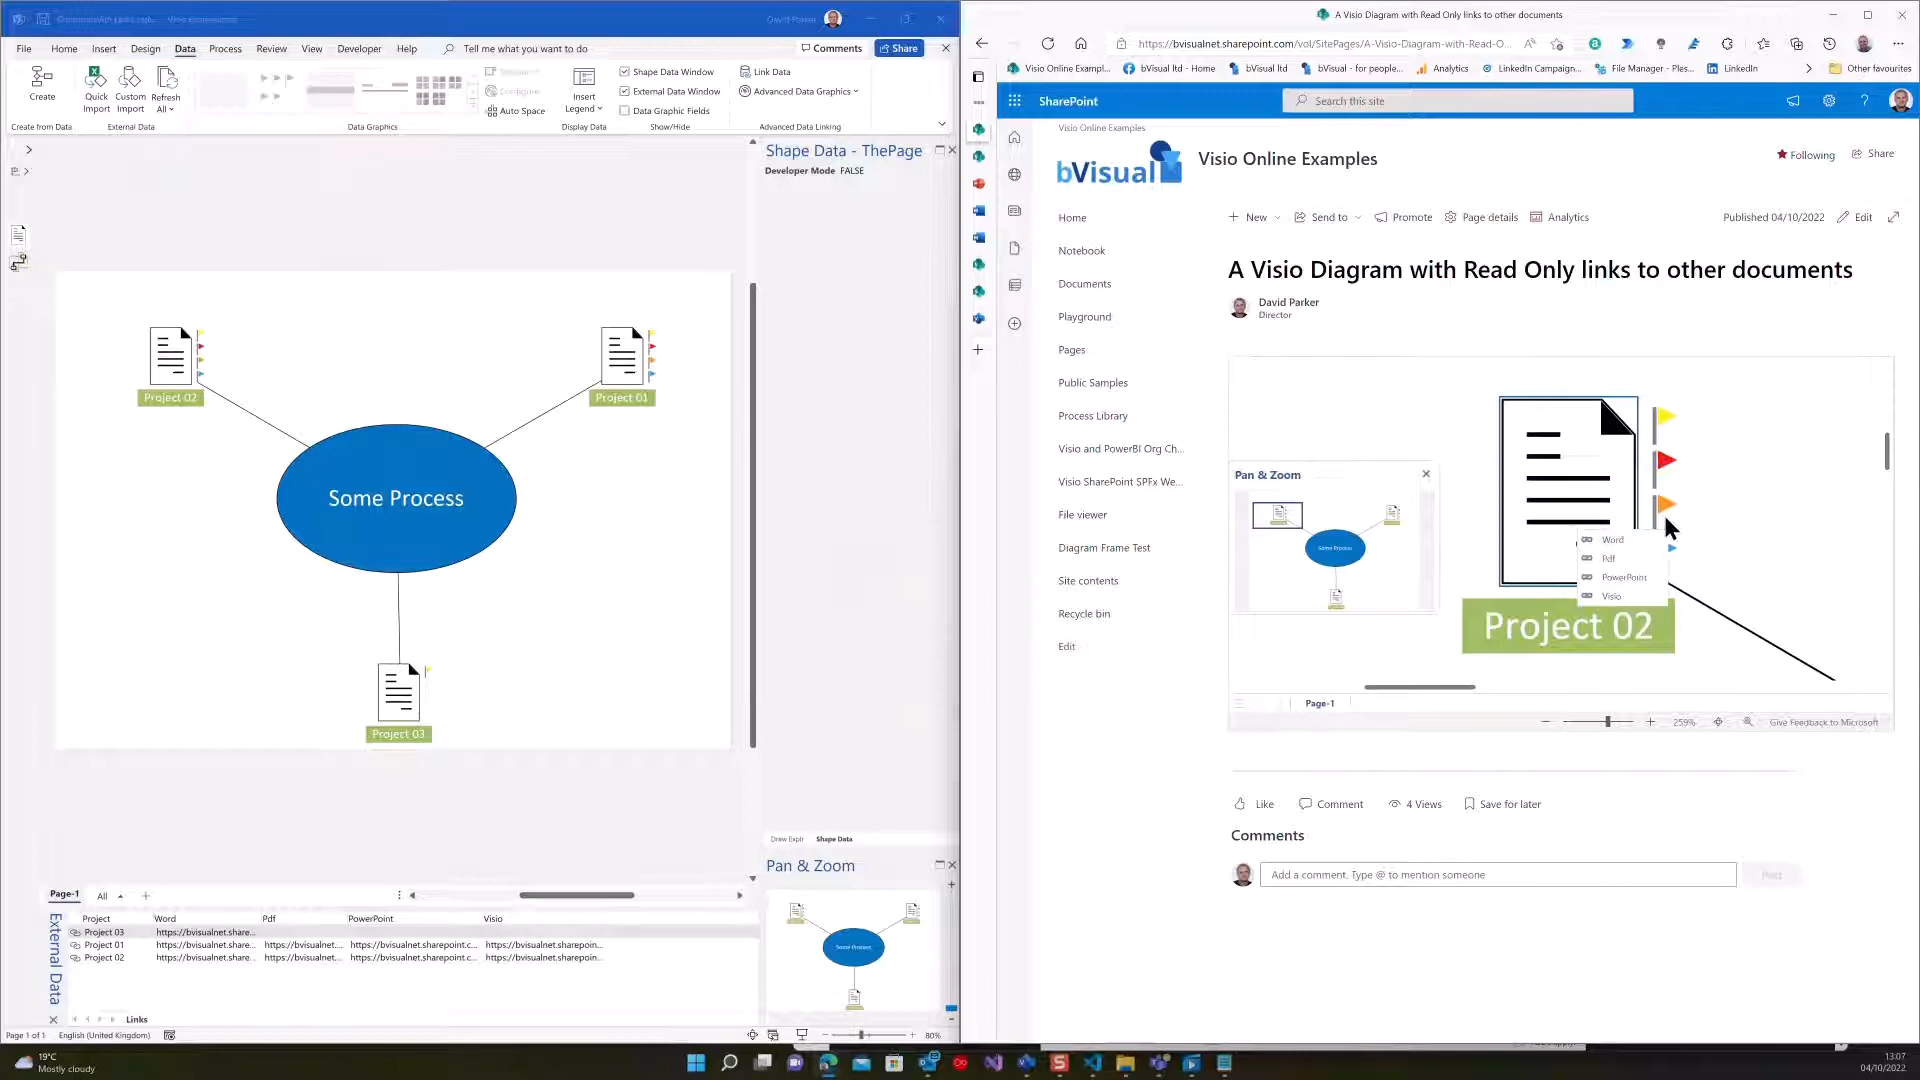 David Parker
File Home Insert Design Data Process Review View Developer Help Tell me what you want to do Comments Share
Create
Create from Data
Quick Import
Custom Import
Refresh All
External Data
Data Graphics
Configure
Auto Space
Insert Legend
Display Data
Shape Data Window
External Data Window
Data Graphic Fields
Show/Hide
Link Data
Advanced Data Graphics
Advanced Data Linking
Shape Data - ThePage
Developer Mode FALSE
Project 02
Project 01
Some Process
Project 03
Draw Explr Shape Data
Pan & Zoom
Some Process
Page-1 All
External Data
Project Word Pdf PowerPoint Visio
Project 03 https://bvisualnet.share...
Project 01 https://bvisualnet.share... https://bvisualnet.... https://bvisualnet.sharepoint.c... https://bvisualnet.sharepoin...
Project 02 https://bvisualnet.share... https://bvisualnet.... https://bvisualnet.sharepoint.c... https://bvisualnet.sharepoin...
Links
Page 1 of 1 English (United Kingdom) 80%
A Visio Diagram with Read Only links to other documents
https://bvisualnet.sharepoint.com/vol/SitePages/A-Visio-Diagram-with-Read-O...
Visio Online Exampl... bVisual ltd - Home bVisual ltd bVisual - for people... Analytics LinkedIn Campaign... File Manager - Ples... LinkedIn Other favourites
SharePoint Search this site
Visio Online Examples
bVisual
Visio Online Examples
Following Share
New Send to Promote Page details Analytics Published 04/10/2022 Edit
Home
Notebook
Documents
Playground
Pages
Public Samples
Process Library
Visio and PowerBI Org Ch...
Visio SharePoint SPFx We...
File viewer
Diagram Frame Test
Site contents
Recycle bin
Edit
A Visio Diagram with Read Only links to other documents
David Parker
Director
Pan & Zoom
Some Process
Word
Pdf
PowerPoint
Visio
Project 02
Page-1
259% Give Feedback to Microsoft
Like Comment 4 Views Save for later
Comments
Add a comment. Type @ to mention someone
Post
19°C
Mostly cloudy
13:07
04/10/2022